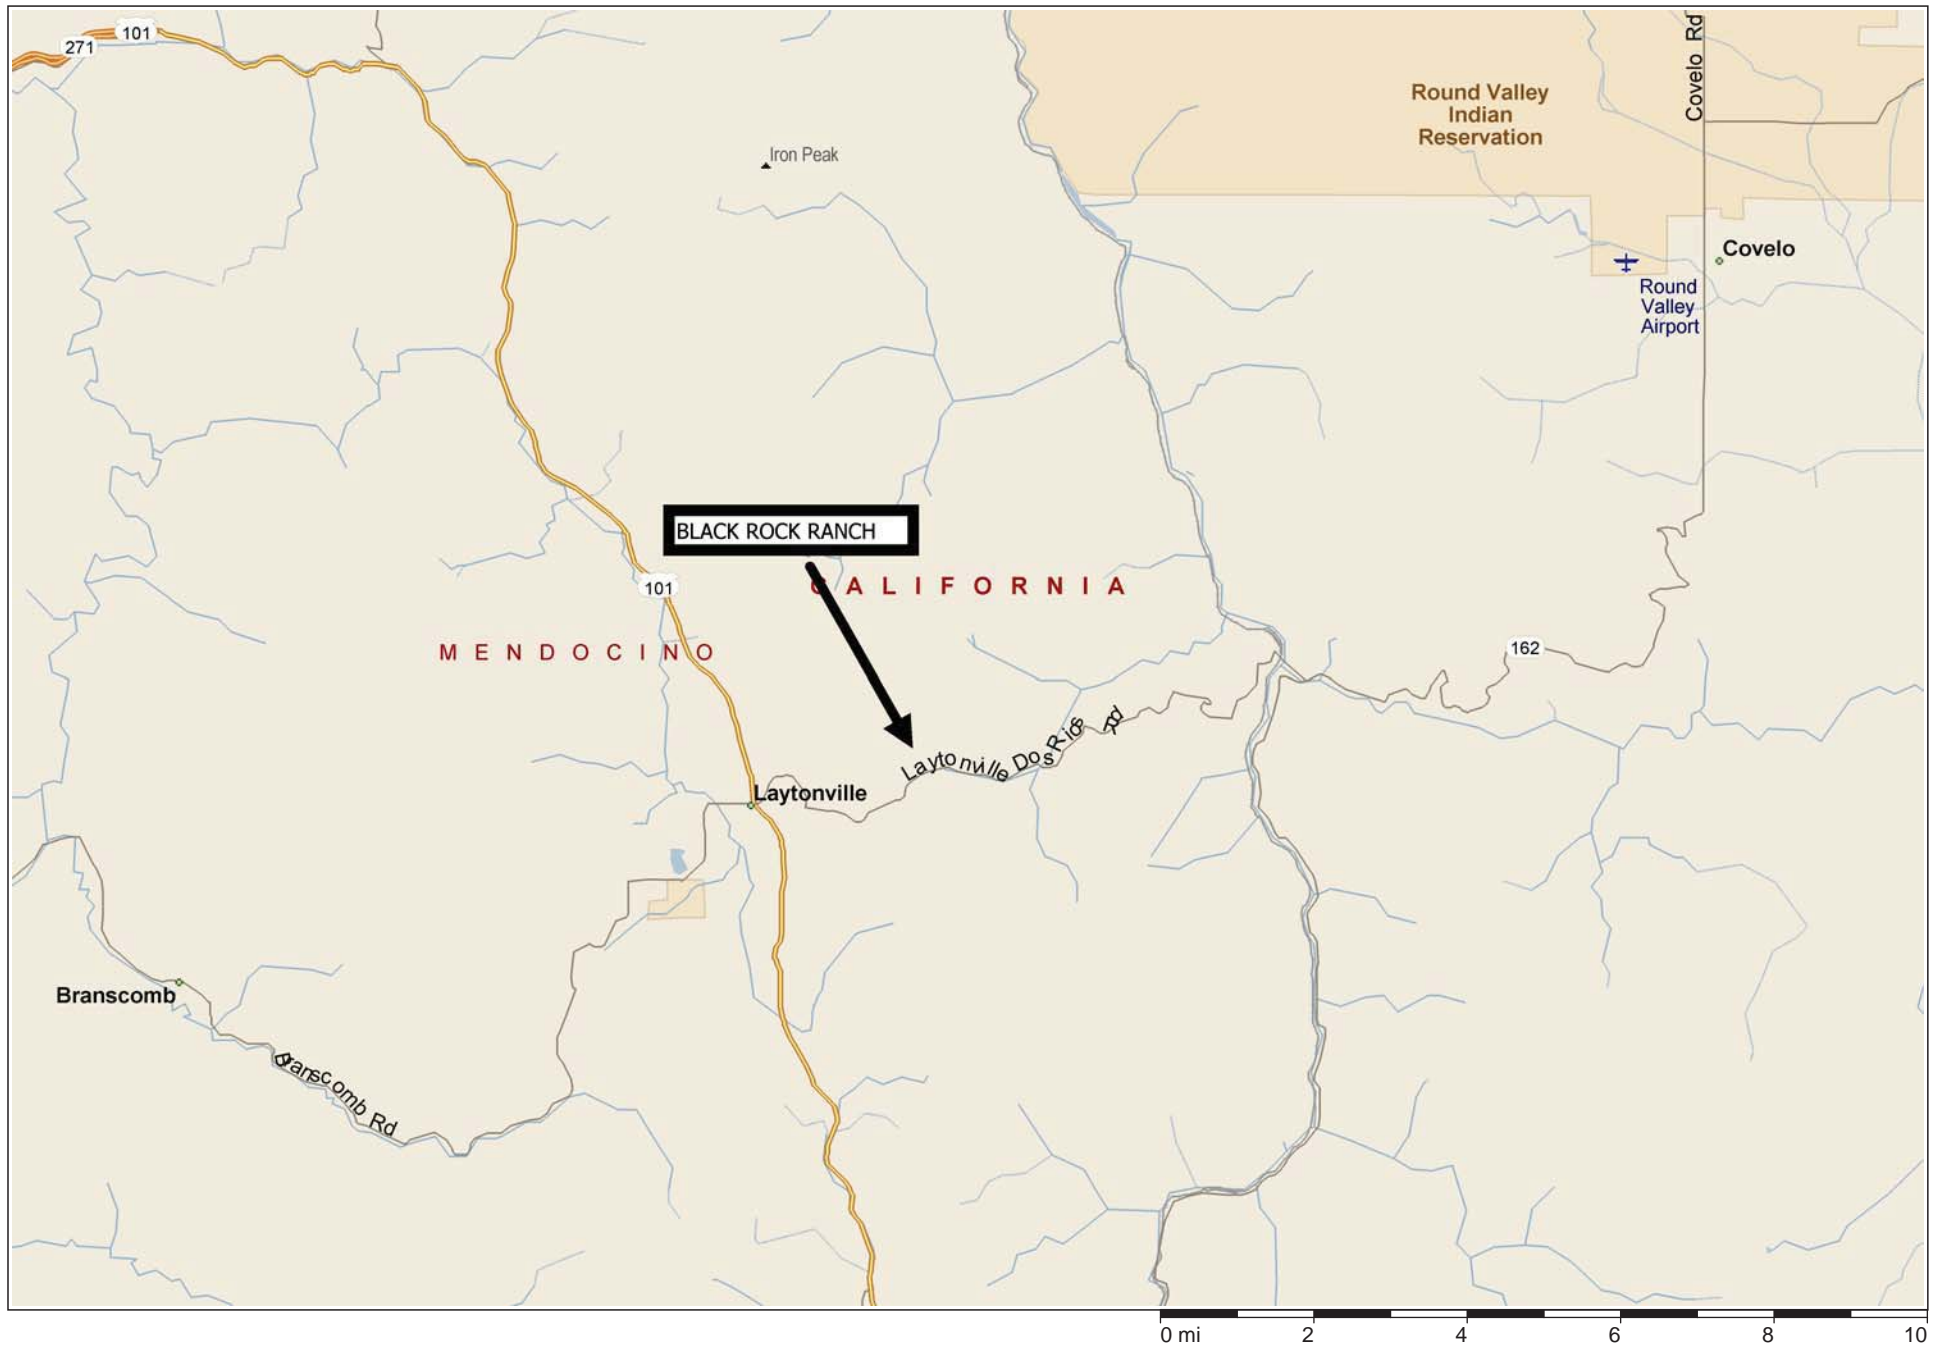 101
271
Covelo Rd
Round Valley
Indian
Reservation
Iron Peak
Covelo
Round
Valley
Airport
BLACK ROCK RANCH
101
CALIFORNIA
MENDOCINO
162
Laytonville Dos Rios Rd
Laytonville
Branscomb
Branscomb Rd
0 mi 2 4 6 8 10